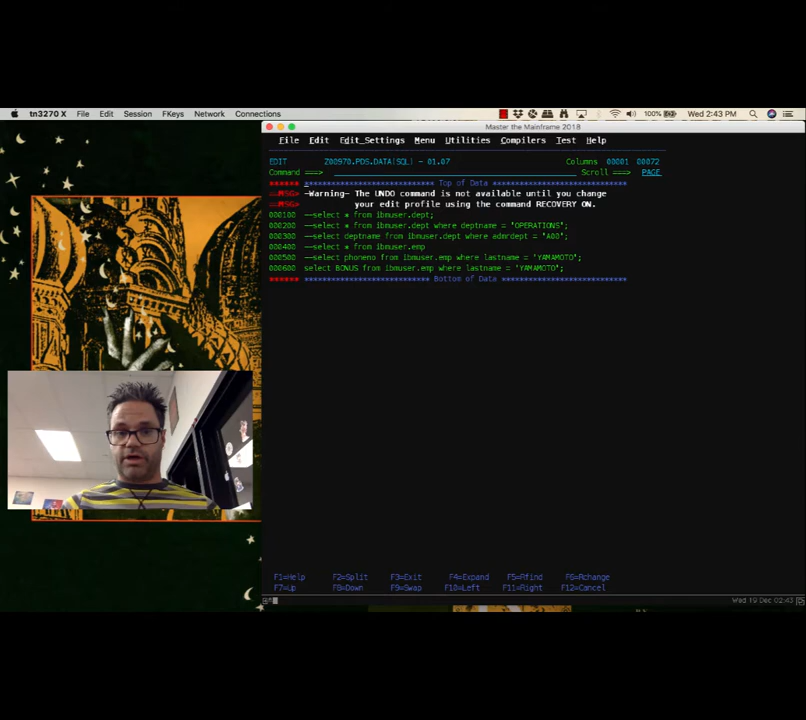 tn3270 X File Edit Session FKeys Network Connections 100% Wed 2:43 PM
Master the Mainframe 2018
File Edit Edit_Settings Menu Utilities Compilers Test Help
EDIT Z00970.PDS.DATA(SQL) - 01.07 Columns 00001 00072
Command ===> Scroll ===> PAGE
****** **************************** Top of Data ******************************
==MSG> -Warning- The UNDO command is not available until you change
==MSG> your edit profile using the command RECOVERY ON.
000100 --select * from ibmuser.dept;
000200 --select * from ibmuser.dept where deptname = "OPERATIONS";
000300 --select deptname from ibmuser.dept where admrdept = "A00";
000400 --select * from ibmuser.emp
000500 --select phoneno from ibmuser.emp where lastname = 'YAMAMOTO';
000600 select BONUS from ibmuser.emp where lastname = 'YAMAMOTO';
****** **************************** Bottom of Data ****************************
F1=Help F2=Split F3=Exit F4=Expand F5=Rfind F6=Rchange
F7=Up F8=Down F9=Swap F10=Left F11=Right F12=Cancel
Wed 19 Dec 02:43